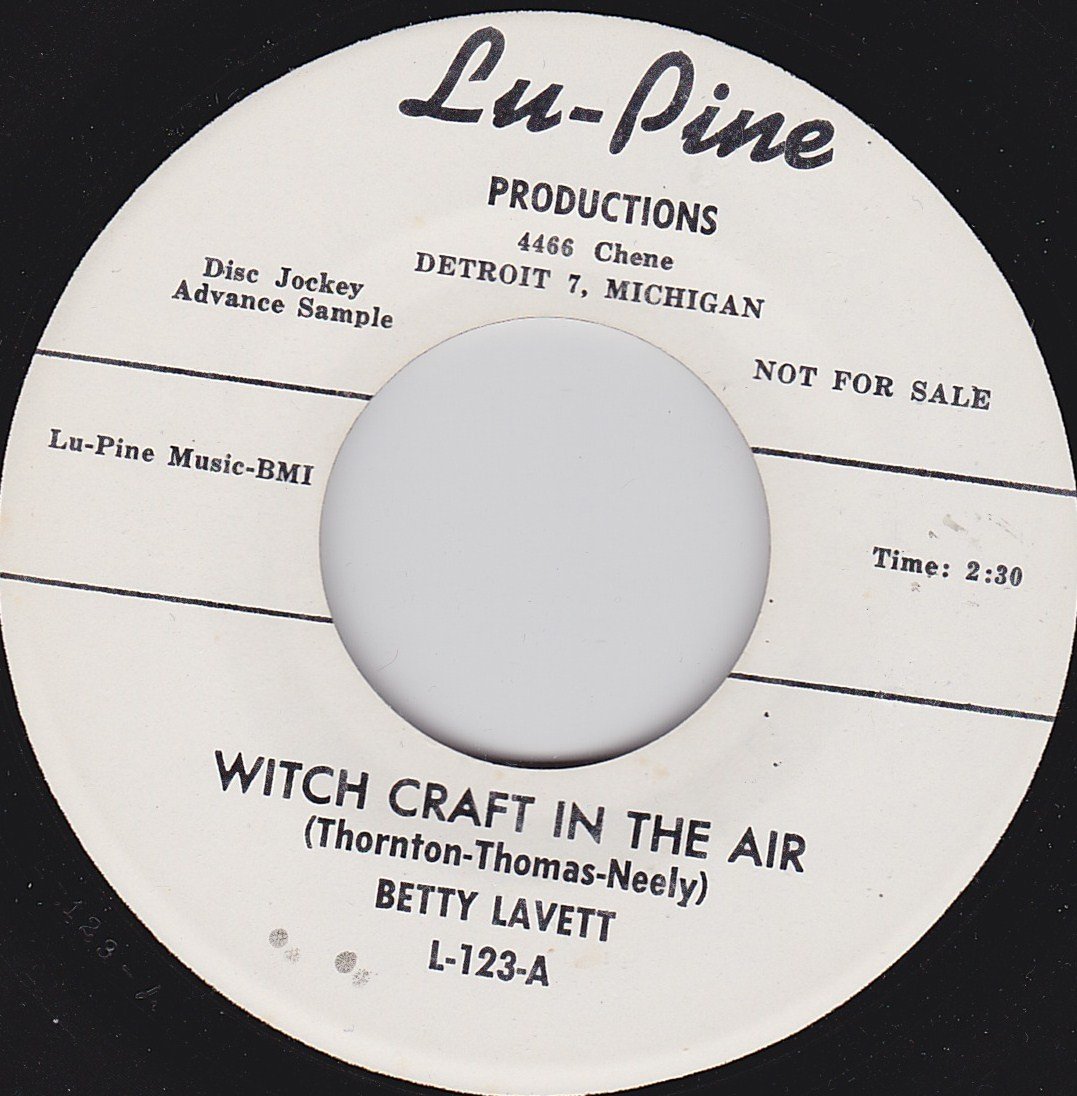 Lu-Pine
PRODUCTIONS
4466 Chene
DETROIT 7, MICHIGAN
Disc Jockey
Advance Sample
NOT FOR SALE
Lu-Pine Music-BMI
Time: 2:30
WITCH CRAFT IN THE AIR
(Thornton-Thomas-Neely)
BETTY LAVETT
L-123-A